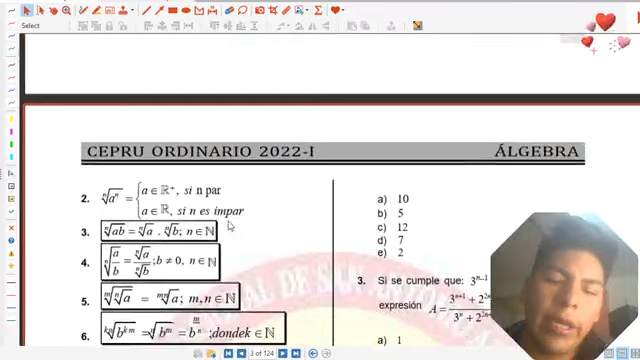 Select
CEPRU ORDINARIO 2022-I
ÁLGEBRA
2. ⁿ√aⁿ = { a ∈ ℝ⁺, si n par
a ∈ ℝ, si n es impar
3. ⁿ√ab = ⁿ√a . ⁿ√b; n ∈ ℕ
4. ⁿ√(a/b) = ⁿ√a / ⁿ√b ; b ≠ 0, n ∈ ℕ
5. ᵐ√ⁿ√a = ᵐⁿ√a; m, n ∈ ℕ
6. ᵏⁿ√bᵏᵐ = ⁿ√bᵐ = b^(m/n) ; donde k ∈ ℕ
a) 10
b) 5
c) 12
d) 7
e) 2
3. Si se cumple que: 3ⁿ⁻¹
expresión A =
a) 1
3 of 124